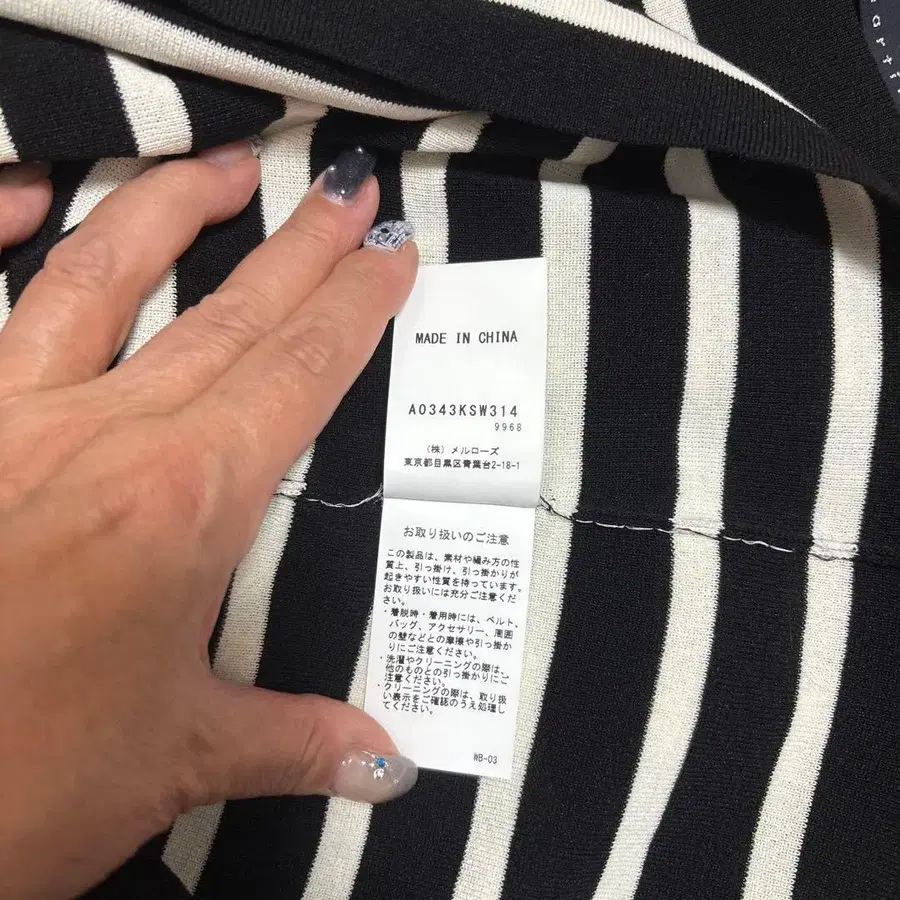 arti
MADE IN CHINA
A0343KSW314
9968
(株) メルローズ
東京都目黒区青葉台2-18-1
お取り扱いのご注意
この製品は、素材や編み方の性
質上、引っ掛け、引っ掛かりが
起きやすい性質を持っています。
お取り扱いには充分ご注意くだ
さい。
・着脱時・着用時には、ベルト、
バッグ、アクセサリー、周囲
の壁などとの摩擦や引っ掛か
りにご注意ください。
・洗濯やクリーニングの際は、
他のものとの引っ掛かりにご
注意ください。
・クリーニングの際は、取り扱
い表示をご確認のうえ処理し
てください。
WB-03